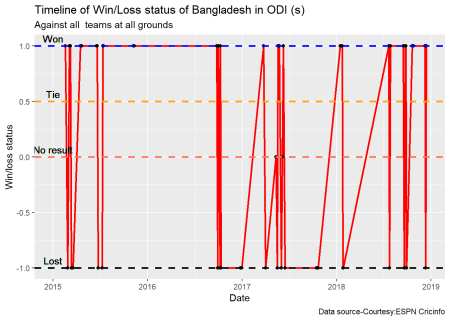 Timeline of Win/Loss status of Bangladesh in ODI (s)
Against all  teams at all grounds
Win/loss status
1.0
0.5
0.0
-0.5
-1.0
Won
Tie
No result
Lost
2015
2016
2017
2018
2019
Date
Data source-Courtesy:ESPN Cricinfo